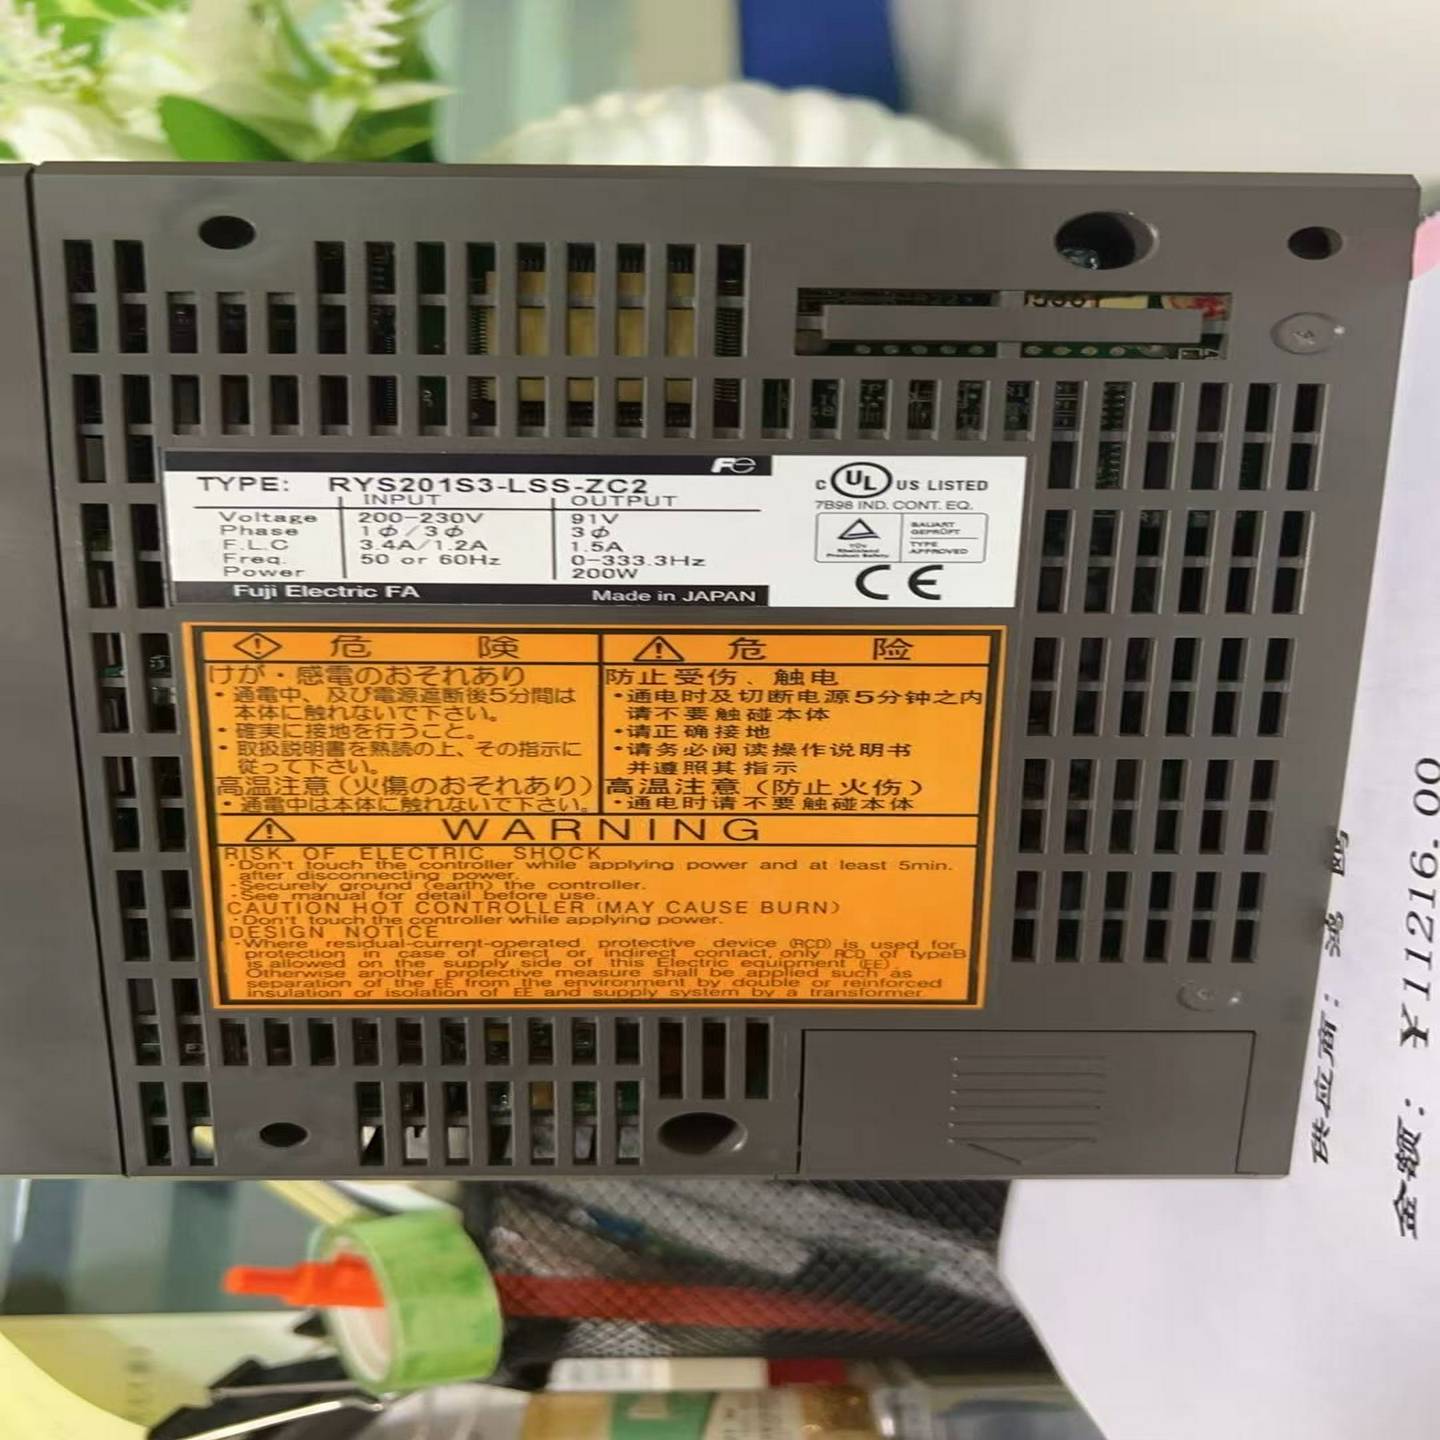 Fe
TYPE: RYS201S3-LSS-ZC2
INPUT OUTPUT
Voltage 200-230V 91V
Phase 1Φ/3Φ 3Φ
F.L.C 3.4A/1.2A 1.5A
Freq. 50 or 60Hz 0-333.3Hz
Power 200W
Fuji Electric FA Made in JAPAN
C UL US LISTED
7B98 IND. CONT. EQ.
TÜV
Rheinland
Product Safety
BAUART
GEPRÜFT
TYPE
APPROVED
CE
危 険
けが・感電のおそれあり
・通電中、及び電源遮断後5分間は
本体に触れないで下さい。
・確実に接地を行うこと。
・取扱説明書を熟読の上、その指示に
従って下さい。
高温注意(火傷のおそれあり)
・通電中は本体に触れないで下さい。
危 险
防止受伤、触电
・通电时及切断电源5分钟之内
请不要触碰本体
・请正确接地
・请务必阅读操作说明书
并遵照其指示
高温注意(防止火伤)
・通电时请不要触碰本体
WARNING
RISK OF ELECTRIC SHOCK
・Don't touch the controller while applying power and at least 5min.
after disconnecting power.
・Securely ground (earth) the controller.
・See manual for detail before use.
CAUTION HOT CONTROLLER (MAY CAUSE BURN)
・Don't touch the controller while applying power.
DESIGN NOTICE
・Where residual-current-operated protective device (RCD) is used for
protection in case of direct or indirect contact, only RCD of typeB
is allowed on the supply side of this Electric equipment (EE).
Otherwise another protective measure shall be applied such as
separation of the EE from the environment by double or reinforced
insulation or isolation of EE and supply system by a transformer.
供应商: 鸿 鸥
金额: ¥11216.00